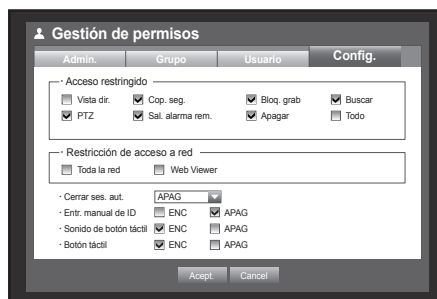 Gestión de permisos
Admin. Grupo Usuario Config.
· Acceso restringido
Vista dir. Cop. seg. Bloq. grab Buscar
PTZ Sal. alarma rem. Apagar Todo
· Restricción de acceso a red
Toda la red Web Viewer
· Cerrar ses. aut. APAG
· Entr. manual de ID ENC APAG
· Sonido de botón táctil ENC APAG
· Botón táctil ENC APAG
Acept. Cancel